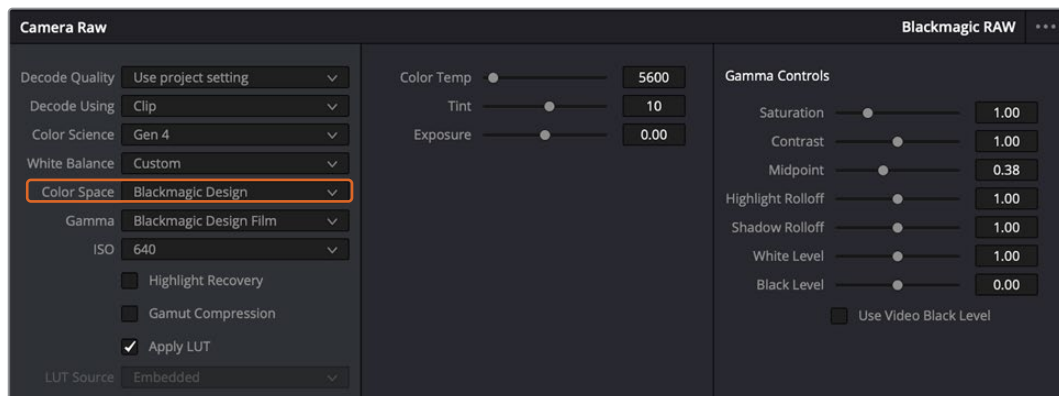 Camera Raw
Blackmagic RAW
Decode Quality Use project setting
Decode Using Clip
Color Science Gen 4
White Balance Custom
Color Space Blackmagic Design
Gamma Blackmagic Design Film
ISO 640
Highlight Recovery
Gamut Compression
Apply LUT
LUT Source Embedded
Color Temp 5600
Tint 10
Exposure 0.00
Gamma Controls
Saturation 1.00
Contrast 1.00
Midpoint 0.38
Highlight Rolloff 1.00
Shadow Rolloff 1.00
White Level 1.00
Black Level 0.00
Use Video Black Level